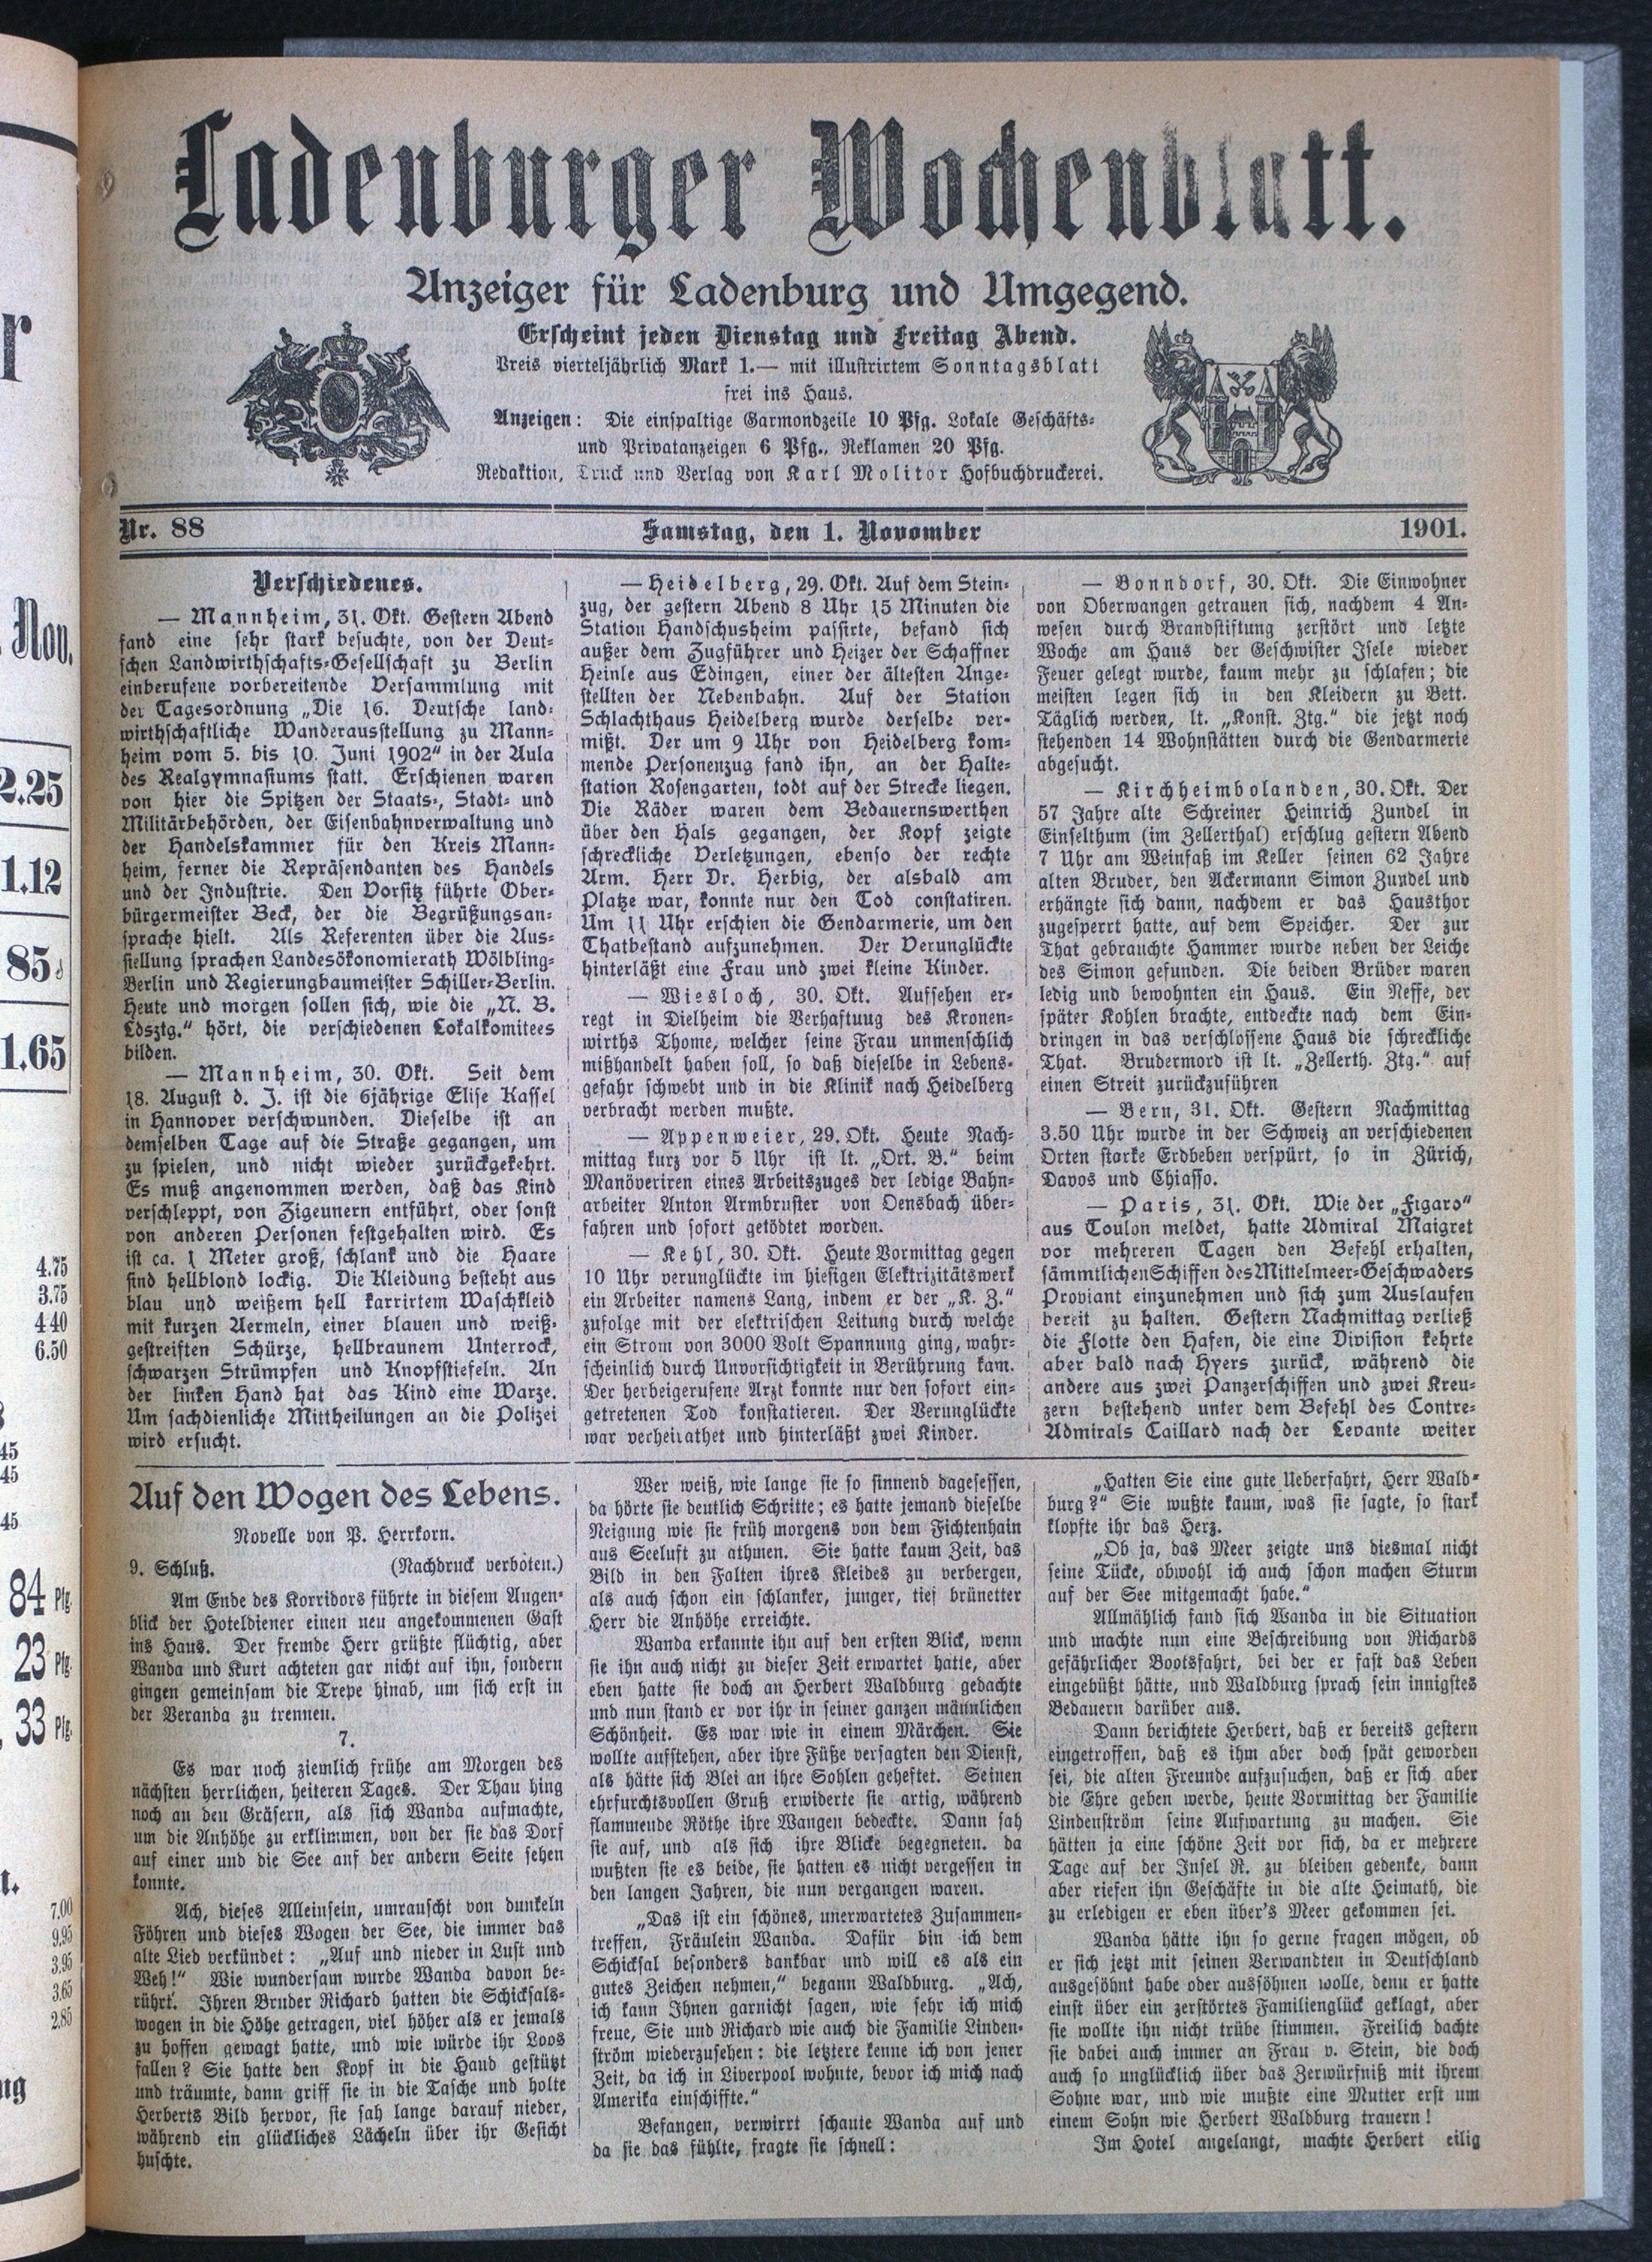 Ladenburger Wochenblatt.
Anzeiger für Ladenburg und Umgegend.
Erscheint jeden Dienstag und Freitag Abend.
Preis vierteljährlich Mark 1.— mit illustrirtem Sonntagsblatt
frei ins Haus.
Anzeigen: Die einspaltige Garmondzeile 10 Pfg. Lokale Geschäfts-
und Privatanzeigen 6 Pfg., Reklamen 20 Pfg.
Redaktion, Druck und Verlag von Karl Molitor Hofbuchdruckerei.
Nr. 88 Samstag, den 1. November 1901.
Verschiedenes.
— Mannheim, 31. Okt. Gestern Abend
fand eine sehr stark besuchte, von der Deut-
schen Landwirthschafts-Gesellschaft zu Berlin
einberufene vorbereitende Versammlung mit
der Tagesordnung „Die 16. Deutsche land-
wirthschaftliche Wanderausstellung zu Mann-
heim vom 5. bis 10. Juni 1902" in der Aula
des Realgymnasiums statt. Erschienen waren
von hier die Spitzen der Staats-, Stadt- und
Militärbehörden, der Eisenbahnverwaltung und
der Handelskammer für den Kreis Mann-
heim, ferner die Repräsendanten des Handels
und der Industrie. Den Vorsitz führte Ober-
bürgermeister Beck, der die Begrüßungsan-
sprache hielt. Als Referenten über die Aus-
stellung sprachen Landesökonomierath Wölbling-
Berlin und Regierungbaumeister Schiller-Berlin.
Heute und morgen sollen sich, wie die „N. B.
Ldsztg." hört, die verschiedenen Lokalkomitees
bilden.
— Mannheim, 30. Okt. Seit dem
18. August d. J. ist die 6jährige Elise Kassel
in Hannover verschwunden. Dieselbe ist an
demselben Tage auf die Straße gegangen, um
zu spielen, und nicht wieder zurückgekehrt.
Es muß angenommen werden, daß das Kind
verschleppt, von Zigeunern entführt, oder sonst
von anderen Personen festgehalten wird. Es
ist ca. 1 Meter groß, schlank und die Haare
sind hellblond lockig. Die Kleidung besteht aus
blau und weißem hell karrirtem Waschkleid
mit kurzen Aermeln, einer blauen und weiß-
gestreiften Schürze, hellbraunem Unterrock,
schwarzen Strümpfen und Knopfstiefeln. An
der linken Hand hat das Kind eine Warze.
Um sachdienliche Mittheilungen an die Polizei
wird ersucht.
— Heidelberg, 29. Okt. Auf dem Stein-
zug, der gestern Abend 8 Uhr 15 Minuten die
Station Handschusheim passirte, befand sich
außer dem Zugführer und Heizer der Schaffner
Heinle aus Edingen, einer der ältesten Ange-
stellten der Nebenbahn. Auf der Station
Schlachthaus Heidelberg wurde derselbe ver-
mißt. Der um 9 Uhr von Heidelberg kom-
mende Personenzug fand ihn, an der Halte-
station Rosengarten, todt auf der Strecke liegen.
Die Räder waren dem Bedauernswerthen
über den Hals gegangen, der Kopf zeigte
schreckliche Verletzungen, ebenso der rechte
Arm. Herr Dr. Herbig, der alsbald am
Platze war, konnte nur den Tod constatiren.
Um 11 Uhr erschien die Gendarmerie, um den
Thatbestand aufzunehmen. Der Verunglückte
hinterläßt eine Frau und zwei kleine Kinder.
— Wiesloch, 30. Okt. Aufsehen er-
regt in Dielheim die Verhaftuug des Kronen-
wirths Thome, welcher seine Frau unmenschlich
mißhandelt haben soll, so daß dieselbe in Lebens-
gefahr schwebt und in die Klinik nach Heidelberg
verbracht werden mußte.
— Appenweier, 29. Okt. Heute Nach-
mittag kurz vor 5 Uhr ist lt. „Ort. B." beim
Manöveriren eines Arbeitszuges der ledige Bahn-
arbeiter Anton Armbruster von Oensbach über-
fahren und sofort getödtet worden.
— Kehl, 30. Okt. Heute Vormittag gegen
10 Uhr verunglückte im hiesigen Elektrizitätswerk
ein Arbeiter namens Lang, indem er der „K. Z."
zufolge mit der elektrischen Leitung durch welche
ein Strom von 3000 Volt Spannung ging, wahr-
scheinlich durch Unvorsichtigkeit in Berührung kam.
Der herbeigerufene Arzt konnte nur den sofort ein-
getretenen Tod konstatieren. Der Verunglückte
war verheirathet und hinterläßt zwei Kinder.
— Bonndorf, 30. Okt. Die Einwohner
von Oberwangen getrauen sich, nachdem 4 An-
wesen durch Brandstiftung zerstört und letzte
Woche am Haus der Geschwister Isele wieder
Feuer gelegt wurde, kaum mehr zu schlafen; die
meisten legen sich in den Kleidern zu Bett.
Täglich werden, lt. „Konst. Ztg." die jetzt noch
stehenden 14 Wohnstätten durch die Gendarmerie
abgesucht.
— Kirchheimbolanden, 30. Okt. Der
57 Jahre alte Schreiner Heinrich Zundel in
Einselthum (im Zellerthal) erschlug gestern Abend
7 Uhr am Weinfaß im Keller seinen 62 Jahre
alten Bruder, den Ackermann Simon Zundel und
erhängte sich dann, nachdem er das Hausthor
zugesperrt hatte, auf dem Speicher. Der zur
That gebrauchte Hammer wurde neben der Leiche
des Simon gefunden. Die beiden Brüder waren
ledig und bewohnten ein Haus. Ein Neffe, der
später Kohlen brachte, entdeckte nach dem Ein-
dringen in das verschlossene Haus die schreckliche
That. Brudermord ist lt. „Zellerth. Ztg." auf
einen Streit zurückzuführen
— Bern, 31. Okt. Gestern Nachmittag
3.50 Uhr wurde in der Schweiz an verschiedenen
Orten starke Erdbeben verspürt, so in Zürich,
Davos und Chiasso.
— Paris, 31. Okt. Wie der „Figaro"
aus Toulon meldet, hatte Admiral Maigret
vor mehreren Tagen den Befehl erhalten,
sämmtlichen Schiffen des Mittelmeer-Geschwaders
Proviant einzunehmen und sich zum Auslaufen
bereit zu halten. Gestern Nachmittag verließ
die Flotte den Hafen, die eine Division kehrte
aber bald nach Hyers zurück, während die
andere aus zwei Panzerschiffen und zwei Kreu-
zern bestehend unter dem Befehl des Contre-
Admirals Caillard nach der Levante weiter
Auf den Wogen des Lebens.
Novelle von P. Herrkorn.
9. Schluß. (Nachdruck verboten.)
Am Ende des Korridors führte in diesem Augen-
blick der Hoteldiener einen neu angekommenen Gast
ins Haus. Der fremde Herr grüßte flüchtig, aber
Wanda und Kurt achteten gar nicht auf ihn, sondern
gingen gemeinsam die Trepe hinab, um sich erst in
der Veranda zu trennen.
7.
Es war noch ziemlich frühe am Morgen des
nächsten herrlichen, heiteren Tages. Der Thau hing
noch an den Gräsern, als sich Wanda aufmachte,
um die Anhöhe zu erklimmen, von der sie das Dorf
auf einer und die See auf der andern Seite sehen
konnte.
Ach, dieses Alleinsein, umrauscht von dunkeln
Föhren und dieses Wogen der See, die immer das
alte Lied verkündet: „Auf und nieder in Lust und
Weh!" Wie wundersam wurde Wanda davon be-
rührt. Ihren Bruder Richard hatten die Schicksals-
wogen in die Höhe getragen, viel höher als er jemals
zu hoffen gewagt hatte, und wie würde ihr Loos
fallen? Sie hatte den Kopf in die Hand gestützt
und träumte, dann griff sie in die Tasche und holte
Herberts Bild hervor, sie sah lange darauf nieder,
während ein glückliches Lächeln über ihr Gesicht
huschte.
Wer weiß, wie lange sie so sinnend dagesessen,
da hörte sie deutlich Schritte; es hatte jemand dieselbe
Neigung wie sie früh morgens von dem Fichtenhain
aus Seeluft zu athmen. Sie hatte kaum Zeit, das
Bild in den Falten ihres Kleides zu verbergen,
als auch schon ein schlanker, junger, tief brünetter
Herr die Anhöhe erreichte.
Wanda erkannte ihn auf den ersten Blick, wenn
sie ihn auch nicht zu dieser Zeit erwartet hatte, aber
eben hatte sie doch an Herbert Waldburg gedachte
und nun stand er vor ihr in seiner ganzen männlichen
Schönheit. Es war wie in einem Märchen. Sie
wollte aufstehen, aber ihre Füße versagten den Dienst,
als hätte sich Blei an ihre Sohlen geheftet. Seinen
ehrfurchtsvollen Gruß erwiderte sie artig, während
flammende Röthe ihre Wangen bedeckte. Dann sah
sie auf, und als sich ihre Blicke begegneten. da
wußten sie es beide, sie hatten es nicht vergessen in
den langen Jahren, die nun vergangen waren.
„Das ist ein schönes, unerwartetes Zusammen-
treffen, Fräulein Wanda. Dafür bin ich dem
Schicksal besonders dankbar und will es als ein
gutes Zeichen nehmen," begann Waldburg. „Ach,
ich kann Ihnen garnicht sagen, wie sehr ich mich
freue, Sie und Richard wie auch die Familie Linden-
ström wiederzusehen: die letztere kenne ich von jener
Zeit, da ich in Liverpool wohnte, bevor ich mich nach
Amerika einschiffte."
Befangen, verwirrt schaute Wanda auf und
da sie das fühlte, fragte sie schnell:
„Hatten Sie eine gute Ueberfahrt, Herr Wald-
burg?" Sie wußte kaum, was sie sagte, so stark
klopfte ihr das Herz.
„Ob ja, das Meer zeigte uns diesmal nicht
seine Tücke, obwohl ich auch schon machen Sturm
auf der See mitgemacht habe."
Allmählich fand sich Wanda in die Situation
und machte nun eine Beschreibung von Richards
gefährlicher Bootsfahrt, bei der er fast das Leben
eingebüßt hätte, und Waldburg sprach sein innigstes
Bedauern darüber aus.
Dann berichtete Herbert, daß er bereits gestern
eingetroffen, daß es ihm aber doch spät geworden
sei, die alten Freunde aufzusuchen, daß er sich aber
die Ehre geben werde, heute Vormittag der Familie
Lindenström seine Aufwartung zu machen. Sie
hätten ja eine schöne Zeit vor sich, da er mehrere
Tage auf der Insel R. zu bleiben gedenke, dann
aber riefen ihn Geschäfte in die alte Heimath, die
zu erledigen er eben über's Meer gekommen sei.
Wanda hätte ihn so gerne fragen mögen, ob
er sich jetzt mit seinen Verwandten in Deutschland
ausgesöhnt habe oder aussöhnen wolle, denn er hatte
einst über ein zerstörtes Familienglück geklagt, aber
sie wollte ihn nicht trübe stimmen. Freilich dachte
sie dabei auch immer an Frau v. Stein, die doch
auch so unglücklich über das Zerwürfniß mit ihrem
Sohne war, und wie mußte eine Mutter erst um
einem Sohn wie Herbert Waldburg trauern!
Im Hotel angelangt, machte Herbert eilig
Nov.
2.25
1.12
85
1.65
4.75
3.75
4 40
6.50
45
45
45
84 Pfg.
23 Pfg.
33 Pfg.
7.00
9.95
3.95
3.65
2.85